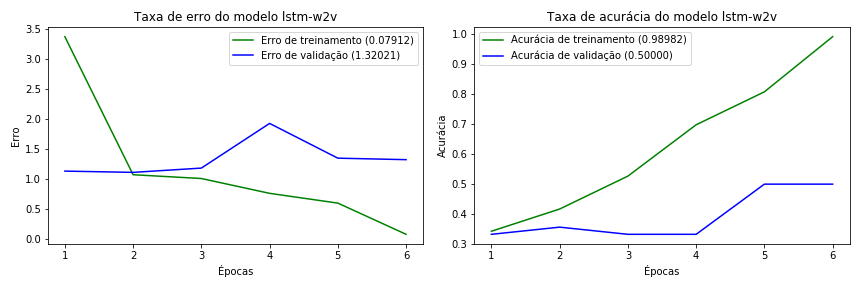 Taxa de erro do modelo lstm-w2v
Erro de treinamento (0.07912)
Erro de validação (1.32021)
3.5
3.0
2.5
2.0
1.5
1.0
0.5
0.0
Erro
1 2 3 4 5 6
Épocas
Taxa de acurácia do modelo lstm-w2v
Acurácia de treinamento (0.98982)
Acurácia de validação (0.50000)
1.0
0.9
0.8
0.7
0.6
0.5
0.4
0.3
Acurácia
1 2 3 4 5 6
Épocas